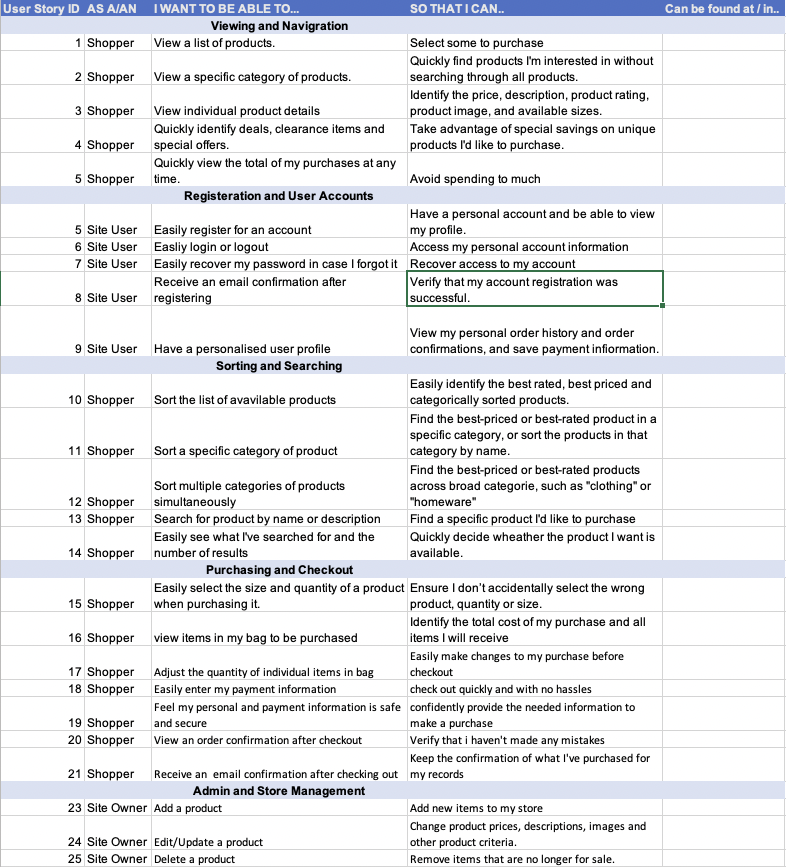 User Story ID AS A/AN I WANT TO BE ABLE TO... SO THAT I CAN.. Can be found at / in..
Viewing and Navigration
1 Shopper View a list of products. Select some to purchase
Quickly find products I'm interested in without
2 Shopper View a specific category of products. searching through all products.
Identify the price, description, product rating,
3 Shopper View individual product details product image, and available sizes.
Quickly identify deals, clearance items and Take advantage of special savings on unique
4 Shopper special offers. products I'd like to purchase.
Quickly view the total of my purchases at any
5 Shopper time. Avoid spending to much
Registeration and User Accounts
Have a personal account and be able to view
5 Site User Easily register for an account my profile.
6 Site User Easliy login or logout Access my personal account information
7 Site User Easily recover my password in case I forgot it Recover access to my account
Receive an email confirmation after Verify that my account registration was
8 Site User registering successful.
View my personal order history and order
9 Site User Have a personalised user profile confirmations, and save payment infiormation.
Sorting and Searching
Easily identify the best rated, best priced and
10 Shopper Sort the list of avavilable products categorically sorted products.
Find the best-priced or best-rated product in a
specific category, or sort the products in that
11 Shopper Sort a specific category of product category by name.
Find the best-priced or best-rated products
Sort multiple categories of products across broad categorie, such as "clothing" or
12 Shopper simultaneously "homeware"
13 Shopper Search for product by name or description Find a specific product I'd like to purchase
Easily see what I've searched for and the Quickly decide wheather the product I want is
14 Shopper number of results available.
Purchasing and Checkout
Easily select the size and quantity of a product Ensure I don't accidentally select the wrong
15 Shopper when purchasing it. product, quantity or size.
Identify the total cost of my purchase and all
16 Shopper view items in my bag to be purchased items I will receive
Easily make changes to my purchase before
17 Shopper Adjust the quantity of individual items in bag checkout
18 Shopper Easily enter my payment information check out quickly and with no hassles
Feel my personal and payment information is safe confidently provide the needed information to
19 Shopper and secure make a purchase
20 Shopper View an order confirmation after checkout Verify that i haven't made any mistakes
Keep the confirmation of what I've purchased for
21 Shopper Receive an email confirmation after checking out my records
Admin and Store Management
23 Site Owner Add a product Add new items to my store
Change product prices, descriptions, images and
24 Site Owner Edit/Update a product other product criteria.
25 Site Owner Delete a product Remove items that are no longer for sale.